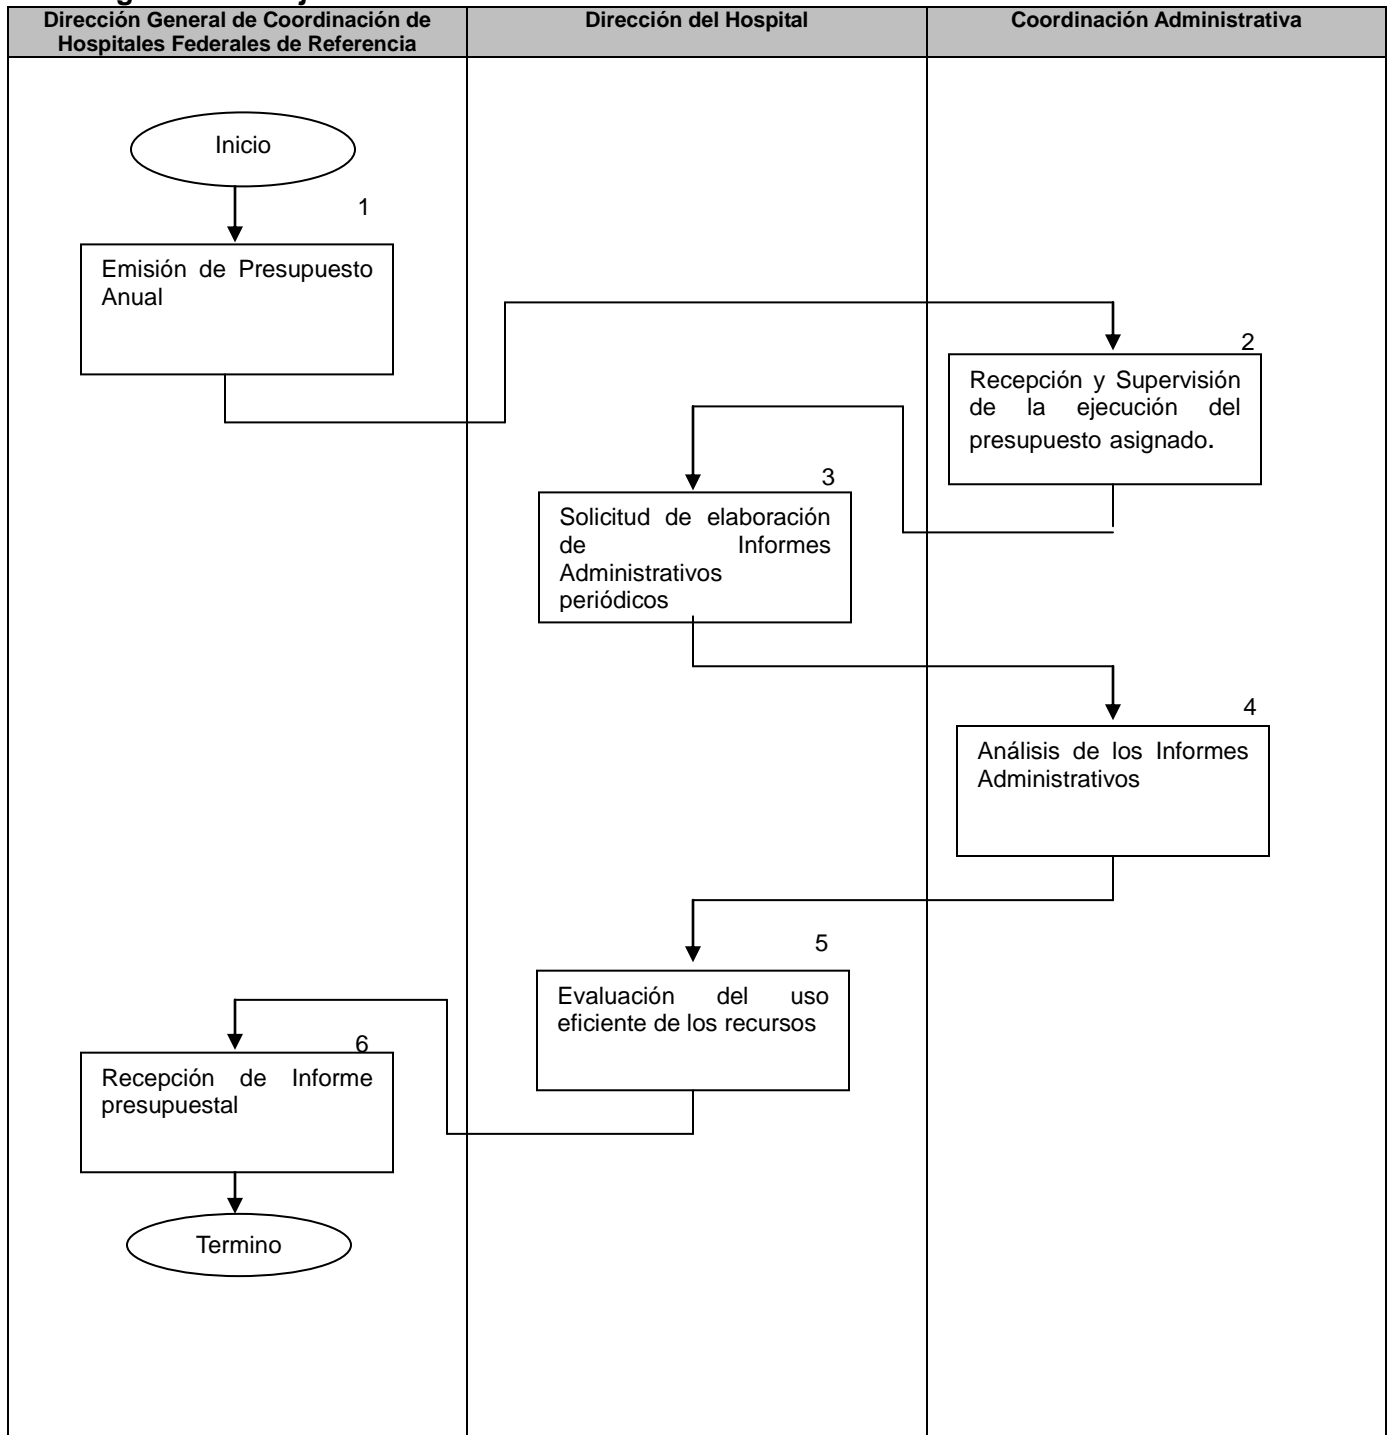 Dirección General de Coordinación de
Hospitales Federales de Referencia
Dirección del Hospital
Coordinación Administrativa
Inicio
1
Emisión de Presupuesto
Anual
2
Recepción y Supervisión
de la ejecución del
presupuesto asignado.
3
Solicitud de elaboración
de Informes
Administrativos
periódicos
4
Análisis de los Informes
Administrativos
5
Evaluación del uso
eficiente de los recursos
6
Recepción de Informe
presupuestal
Termino